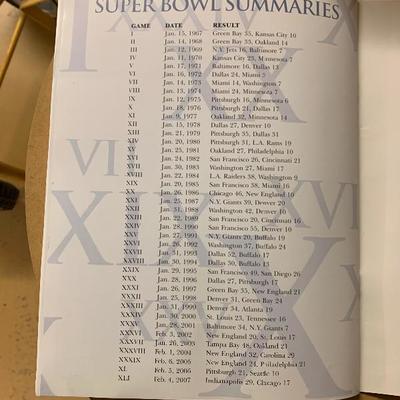 SUPER BOWL SUMMARIES
GAME DATE RESULT
I Jan. 15, 1967 Green Bay 35, Kansas City 10
II Jan. 14, 1968 Green Bay 33, Oakland 14
III Jan. 12, 1969 N.Y. Jets 16, Baltimore 7
IV Jan. 11, 1970 Kansas City 23, Minnesota 7
V Jan. 17, 1971 Baltimore 16, Dallas 13
VI Jan. 16, 1972 Dallas 24, Miami 3
VII Jan. 14, 1973 Miami 14, Washington 7
VIII Jan. 13, 1974 Miami 24, Minnesota 7
IX Jan. 12, 1975 Pittsburgh 16, Minnesota 6
X Jan. 18, 1976 Pittsburgh 21, Dallas 17
XI Jan. 9, 1977 Oakland 32, Minnesota 14
XII Jan. 15, 1978 Dallas 27, Denver 10
XIII Jan. 21, 1979 Pittsburgh 35, Dallas 31
XIV Jan. 20, 1980 Pittsburgh 31, L.A. Rams 19
XV Jan. 25, 1981 Oakland 27, Philadelphia 10
XVI Jan. 24, 1982 San Francisco 26, Cincinnati 21
XVII Jan. 30, 1983 Washington 27, Miami 17
XVIII Jan. 22, 1984 L.A. Raiders 38, Washington 9
XIX Jan. 20, 1985 San Francisco 38, Miami 16
XX Jan. 26, 1986 Chicago 46, New England 10
XXI Jan. 25, 1987 N.Y. Giants 39, Denver 20
XXII Jan. 31, 1988 Washington 42, Denver 10
XXIII Jan. 22, 1989 San Francisco 20, Cincinnati 16
XXIV Jan. 28, 1990 San Francisco 55, Denver 10
XXV Jan. 27, 1991 N.Y. Giants 20, Buffalo 19
XXVI Jan. 26, 1992 Washington 37, Buffalo 24
XXVII Jan. 31, 1993 Dallas 52, Buffalo 17
XXVIII Jan. 30, 1994 Dallas 30, Buffalo 13
XXIX Jan. 29, 1995 San Francisco 49, San Diego 26
XXX Jan. 28, 1996 Dallas 27, Pittsburgh 17
XXXI Jan. 26, 1997 Green Bay 35, New England 21
XXXII Jan. 25, 1998 Denver 31, Green Bay 24
XXXIII Jan. 31, 1999 Denver 34, Atlanta 19
XXXIV Jan. 30, 2000 St. Louis 23, Tennessee 16
XXXV Jan. 28, 2001 Baltimore 34, N.Y. Giants 7
XXXVI Feb. 3, 2002 New England 20, St. Louis 17
XXXVII Jan. 26, 2003 Tampa Bay 48, Oakland 21
XXXVIII Feb. 1, 2004 New England 32, Carolina 29
XXXIX Feb. 6, 2005 New England 24, Philadelphia 21
XL Feb. 5, 2006 Pittsburgh 21, Seattle 10
XLI Feb. 4, 2007 Indianapolis 29, Chicago 17